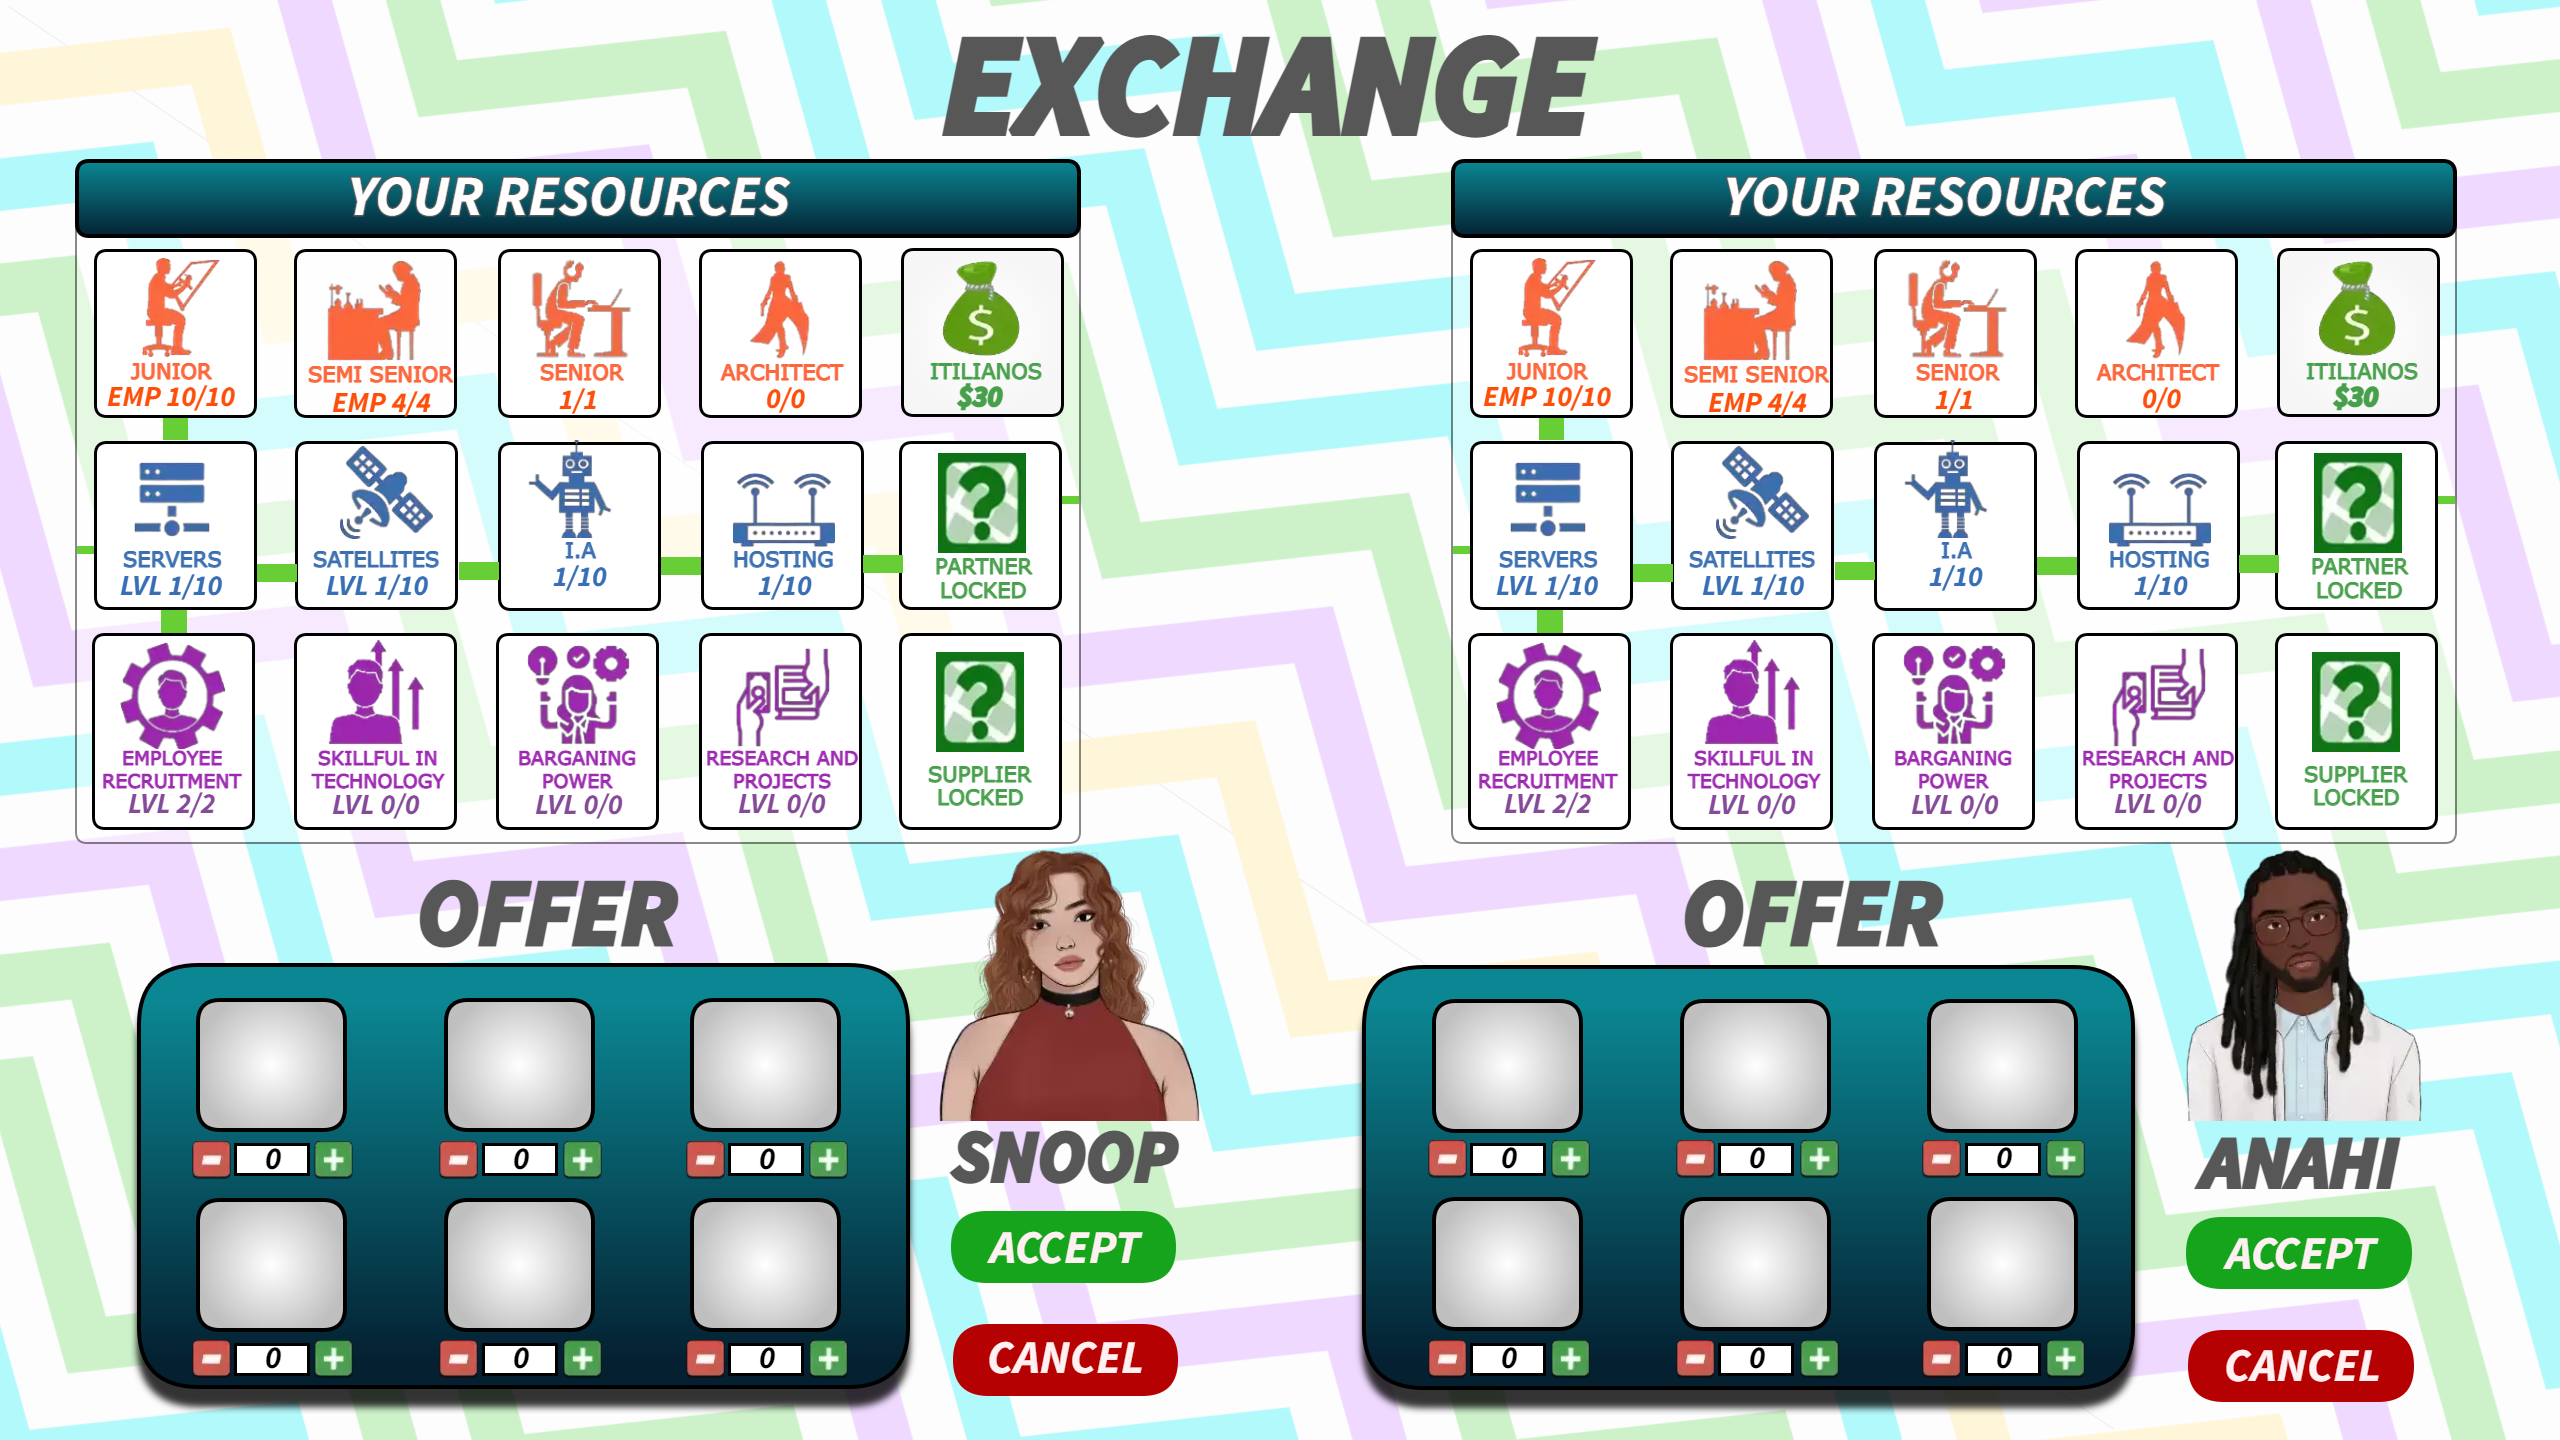 EXCHANGE
YOUR RESOURCES
JUNIOR
EMP 10/10
SEMI SENIOR
EMP 4/4
SENIOR
1/1
ARCHITECT
0/0
ITILIANOS
$30
SERVERS
LVL 1/10
SATELLITES
LVL 1/10
I.A
1/10
HOSTING
1/10
PARTNER
LOCKED
EMPLOYEE
RECRUITMENT
LVL 2/2
SKILLFUL IN
TECHNOLOGY
LVL 0/0
BARGANING
POWER
LVL 0/0
RESEARCH AND
PROJECTS
LVL 0/0
SUPPLIER
LOCKED
YOUR RESOURCES
JUNIOR
EMP 10/10
SEMI SENIOR
EMP 4/4
SENIOR
1/1
ARCHITECT
0/0
ITILIANOS
$30
SERVERS
LVL 1/10
SATELLITES
LVL 1/10
I.A
1/10
HOSTING
1/10
PARTNER
LOCKED
EMPLOYEE
RECRUITMENT
LVL 2/2
SKILLFUL IN
TECHNOLOGY
LVL 0/0
BARGANING
POWER
LVL 0/0
RESEARCH AND
PROJECTS
LVL 0/0
SUPPLIER
LOCKED
OFFER
0 0 0
0 0 0
SNOOP
ACCEPT
CANCEL
OFFER
0 0 0
0 0 0
ANAHI
ACCEPT
CANCEL